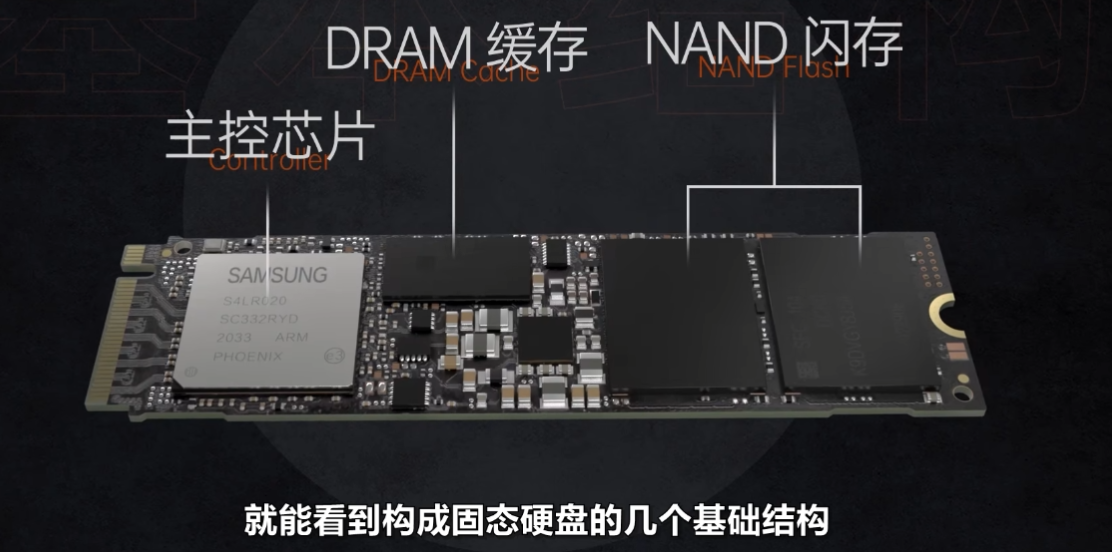 DRAM 缓存
DRAM Cache
NAND 闪存
NAND Flash
主控芯片
Controller
SAMSUNG
S4LR020
SC332RYD
2033 ARM
PHOENIX
e3
就能看到构成固态硬盘的几个基础结构